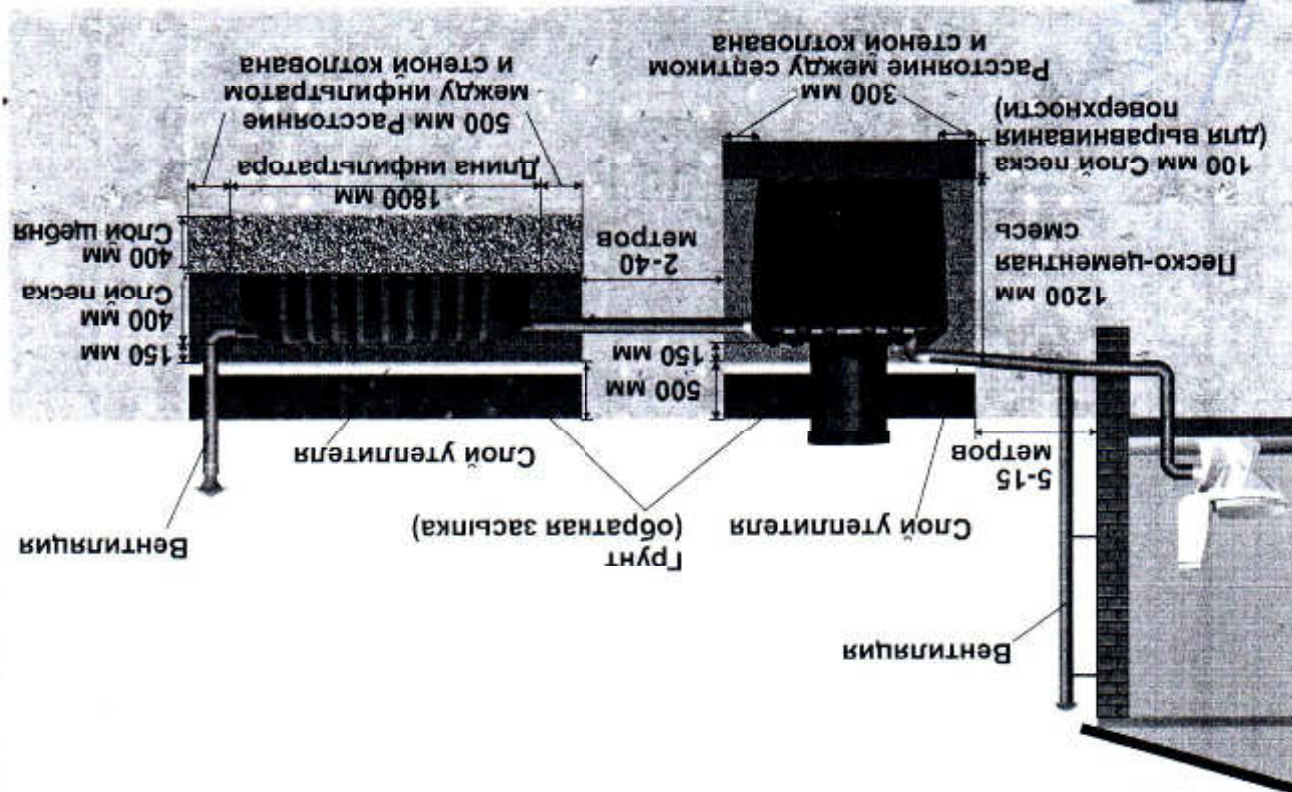 Вентиляция
Грунт
(обратная засыпка)
Вентиляция
Слой утеплителя
Слой утеплителя
5-15
метров
500 мм
150 мм
150 мм
400 мм
Слой песка
1200 мм
Песко-цементная
смесь
2-40
метров
400 мм
Слой щебня
1800 мм
Длина инфильтратора
100 мм Слой песка
(для выравнивания
поверхности)
300 мм
Расстояние между септиком
и стеной котлована
500 мм Расстояние
между инфильтратом
и стеной котлована